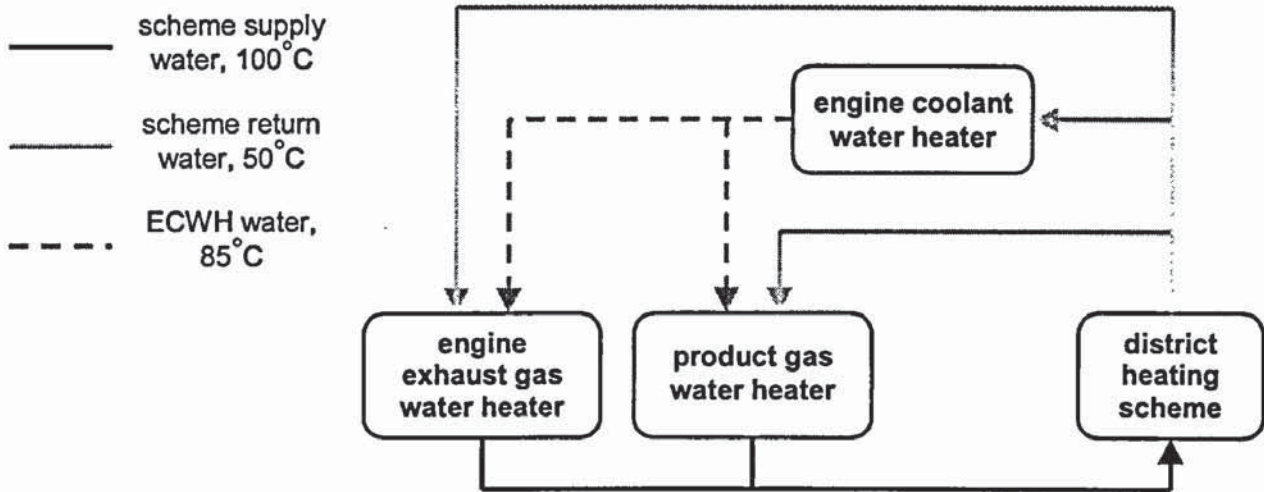 scheme supply
water, 100°C
scheme return
water, 50°C
ECWH water,
85°C
engine coolant
water heater
engine
exhaust gas
water heater
product gas
water heater
district
heating
scheme